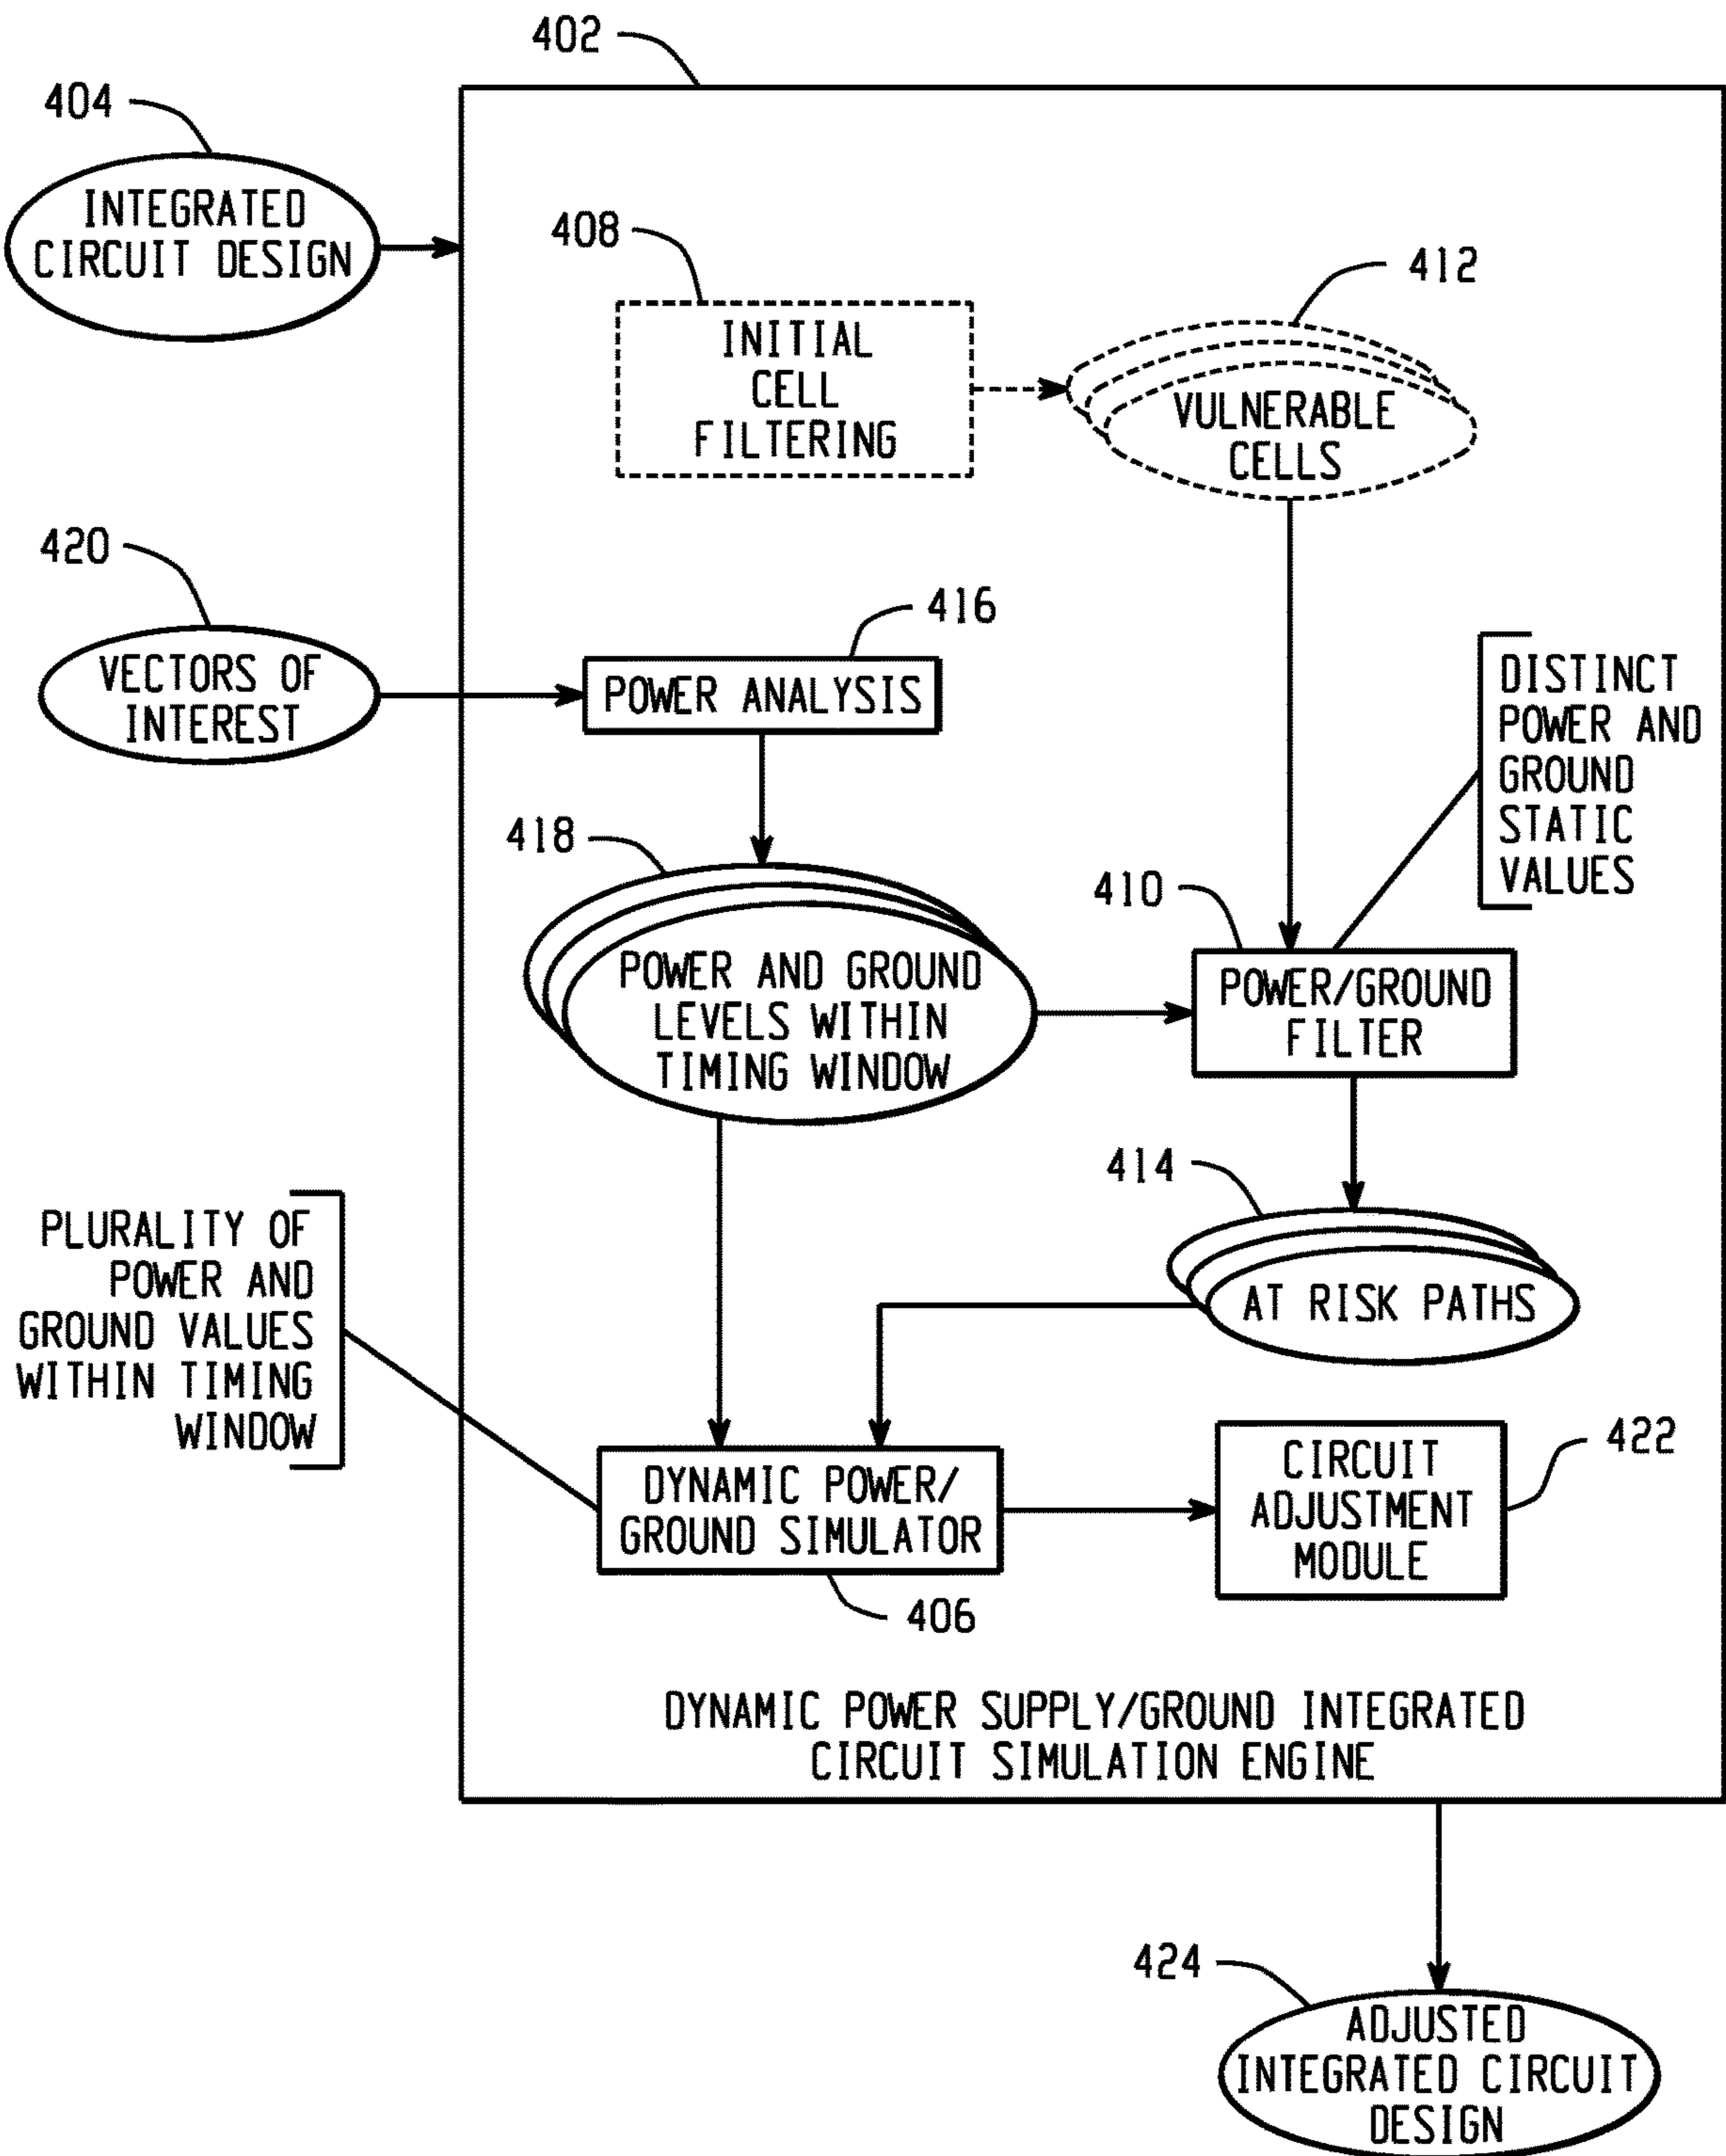 402
404
INTEGRATED
CIRCUIT DESIGN
408
INITIAL
CELL
FILTERING
412
VULNERABLE
CELLS
420
VECTORS OF
INTEREST
416
POWER ANALYSIS
DISTINCT
POWER AND
GROUND
STATIC
VALUES
418
POWER AND GROUND
LEVELS WITHIN
TIMING WINDOW
410
POWER/GROUND
FILTER
414
AT RISK PATHS
PLURALITY OF
POWER AND
GROUND VALUES
WITHIN TIMING
WINDOW
DYNAMIC POWER/
GROUND SIMULATOR
406
CIRCUIT
ADJUSTMENT
MODULE
422
DYNAMIC POWER SUPPLY/GROUND INTEGRATED
CIRCUIT SIMULATION ENGINE
424
ADJUSTED
INTEGRATED CIRCUIT
DESIGN